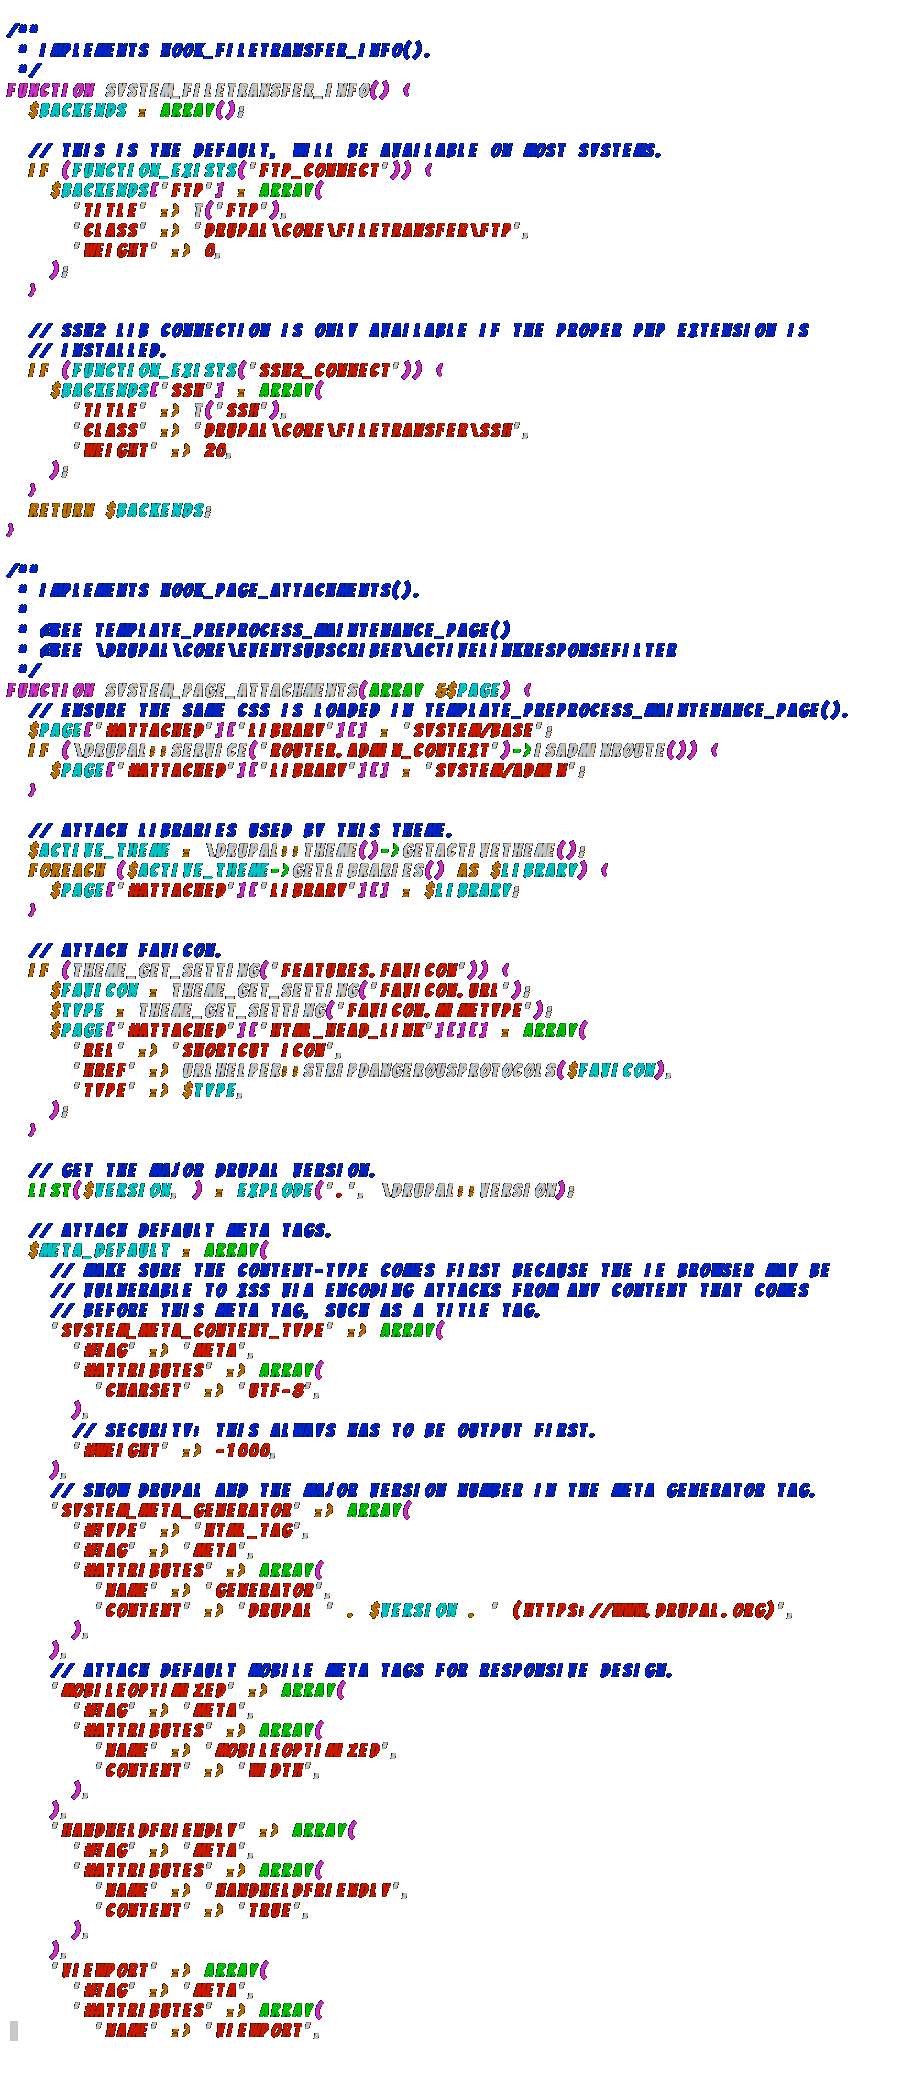 /**
 * IMPLEMENTS HOOK_FILETRANSFER_INFO().
 */
FUNCTION SYSTEM_FILETRANSFER_INFO() {
  $BACKENDS = ARRAY();

  // THIS IS THE DEFAULT, WILL BE AVAILABLE ON MOST SYSTEMS.
  IF (FUNCTION_EXISTS('FTP_CONNECT')) {
    $BACKENDS['FTP'] = ARRAY(
      'TITLE' => T('FTP'),
      'CLASS' => 'DRUPAL\CORE\FILETRANSFER\FTP',
      'WEIGHT' => 0,
    );
  }

  // SSH2 LIB CONNECTION IS ONLY AVAILABLE IF THE PROPER PHP EXTENSION IS
  // INSTALLED.
  IF (FUNCTION_EXISTS('SSH2_CONNECT')) {
    $BACKENDS['SSH'] = ARRAY(
      'TITLE' => T('SSH'),
      'CLASS' => 'DRUPAL\CORE\FILETRANSFER\SSH',
      'WEIGHT' => 20,
    );
  }
  RETURN $BACKENDS;
}

/**
 * IMPLEMENTS HOOK_PAGE_ATTACHMENTS().
 *
 * @SEE TEMPLATE_PREPROCESS_MAINTENANCE_PAGE()
 * @SEE \DRUPAL\CORE\EVENTSUBSCRIBER\ACTIVELINKRESPONSEFILTER
 */
FUNCTION SYSTEM_PAGE_ATTACHMENTS(ARRAY &$PAGE) {
  // ENSURE THE SAME CSS IS LOADED IN TEMPLATE_PREPROCESS_MAINTENANCE_PAGE().
  $PAGE['#ATTACHED']['LIBRARY'][] = 'SYSTEM/BASE';
  IF (\DRUPAL::SERVICE('ROUTER.ADMIN_CONTEXT')->ISADMINROUTE()) {
    $PAGE['#ATTACHED']['LIBRARY'][] = 'SYSTEM/ADMIN';
  }

  // ATTACH LIBRARIES USED BY THIS THEME.
  $ACTIVE_THEME = \DRUPAL::THEME()->GETACTIVETHEME();
  FOREACH ($ACTIVE_THEME->GETLIBRARIES() AS $LIBRARY) {
    $PAGE['#ATTACHED']['LIBRARY'][] = $LIBRARY;
  }

  // ATTACH FAVICON.
  IF (THEME_GET_SETTING('FEATURES.FAVICON')) {
    $FAVICON = THEME_GET_SETTING('FAVICON.URL');
    $TYPE = THEME_GET_SETTING('FAVICON.MIMETYPE');
    $PAGE['#ATTACHED']['HTML_HEAD_LINK'][][] = ARRAY(
      'REL' => 'SHORTCUT ICON',
      'HREF' => URLHELPER::STRIPDANGEROUSPROTOCOLS($FAVICON),
      'TYPE' => $TYPE,
    );
  }

  // GET THE MAJOR DRUPAL VERSION.
  LIST($VERSION, ) = EXPLODE('.', \DRUPAL::VERSION);

  // ATTACH DEFAULT META TAGS.
  $META_DEFAULT = ARRAY(
    // MAKE SURE THE CONTENT-TYPE COMES FIRST BECAUSE THE IE BROWSER MAY BE
    // VULNERABLE TO XSS VIA ENCODING ATTACKS FROM ANY CONTENT THAT COMES
    // BEFORE THIS META TAG, SUCH AS A TITLE TAG.
    'SYSTEM_META_CONTENT_TYPE' => ARRAY(
      '#TAG' => 'META',
      '#ATTRIBUTES' => ARRAY(
        'CHARSET' => 'UTF-8',
      ),
      // SECURITY: THIS ALWAYS HAS TO BE OUTPUT FIRST.
      '#WEIGHT' => -1000,
    ),
    // SHOW DRUPAL AND THE MAJOR VERSION NUMBER IN THE META GENERATOR TAG.
    'SYSTEM_META_GENERATOR' => ARRAY(
      '#TYPE' => 'HTML_TAG',
      '#TAG' => 'META',
      '#ATTRIBUTES' => ARRAY(
        'NAME' => 'GENERATOR',
        'CONTENT' => 'DRUPAL ' . $VERSION . ' (HTTPS://WWW.DRUPAL.ORG)',
      ),
    ),
    // ATTACH DEFAULT MOBILE META TAGS FOR RESPONSIVE DESIGN.
    'MOBILEOPTIMIZED' => ARRAY(
      '#TAG' => 'META',
      '#ATTRIBUTES' => ARRAY(
        'NAME' => 'MOBILEOPTIMIZED',
        'CONTENT' => 'WIDTH',
      ),
    ),
    'HANDHELDFRIENDLY' => ARRAY(
      '#TAG' => 'META',
      '#ATTRIBUTES' => ARRAY(
        'NAME' => 'HANDHELDFRIENDLY',
        'CONTENT' => 'TRUE',
      ),
    ),
    'VIEWPORT' => ARRAY(
      '#TAG' => 'META',
      '#ATTRIBUTES' => ARRAY(
        'NAME' => 'VIEWPORT',